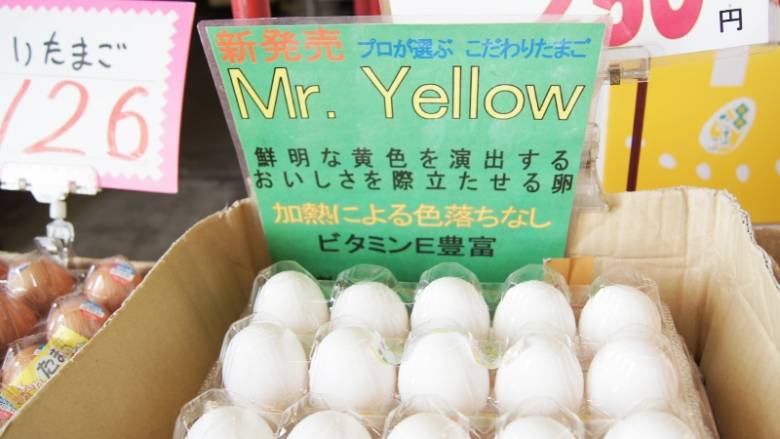 りたまご
126
円
新発売 プロが選ぶ こだわりたまご
Mr. Yellow
鮮明な黄色を演出する
おいしさを際立たせる卵
加熱による色落ちなし
ビタミンE豊富